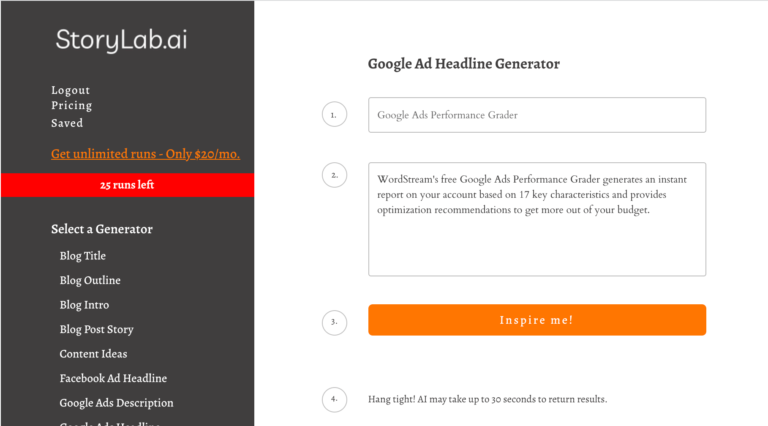 StoryLab.ai
Logout
Pricing
Saved
Get unlimited runs - Only $20/mo.
25 runs left
Select a Generator
Blog Title
Blog Outline
Blog Intro
Blog Post Story
Content Ideas
Facebook Ad Headline
Google Ads Description
Google Ads Headline
Google Ad Headline Generator
1.
Google Ads Performance Grader
2.
WordStream's free Google Ads Performance Grader generates an instant
report on your account based on 17 key characteristics and provides
optimization recommendations to get more out of your budget.
3.
Inspire me!
4.
Hang tight! AI may take up to 30 seconds to return results.